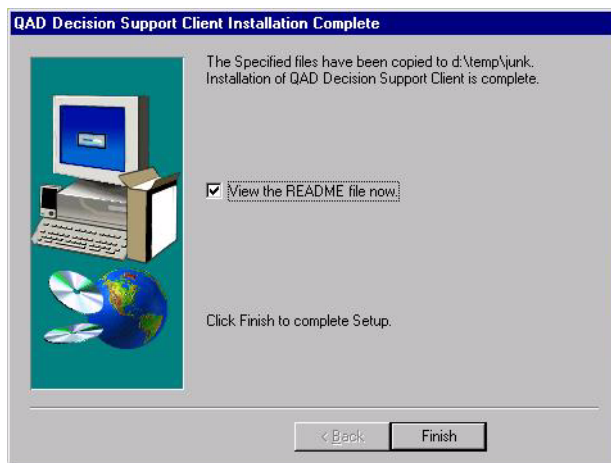 QAD Decision Support Client Installation Complete
The Specified files have been copied to d:\temp\junk.
Installation of QAD Decision Support Client is complete.
View the README file now.
Click Finish to complete Setup.
< Back
Finish